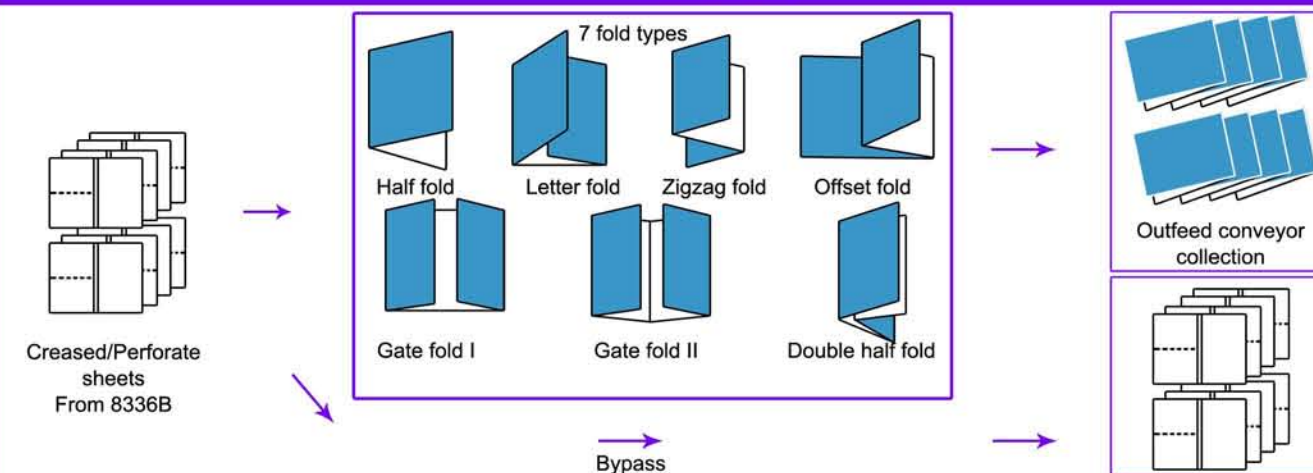 7 fold types
Half fold
Letter fold
Zigzag fold
Offset fold
Gate fold I
Gate fold II
Double half fold
Creased/Perforate
sheets
From 8336B
Bypass
Outfeed conveyor
collection